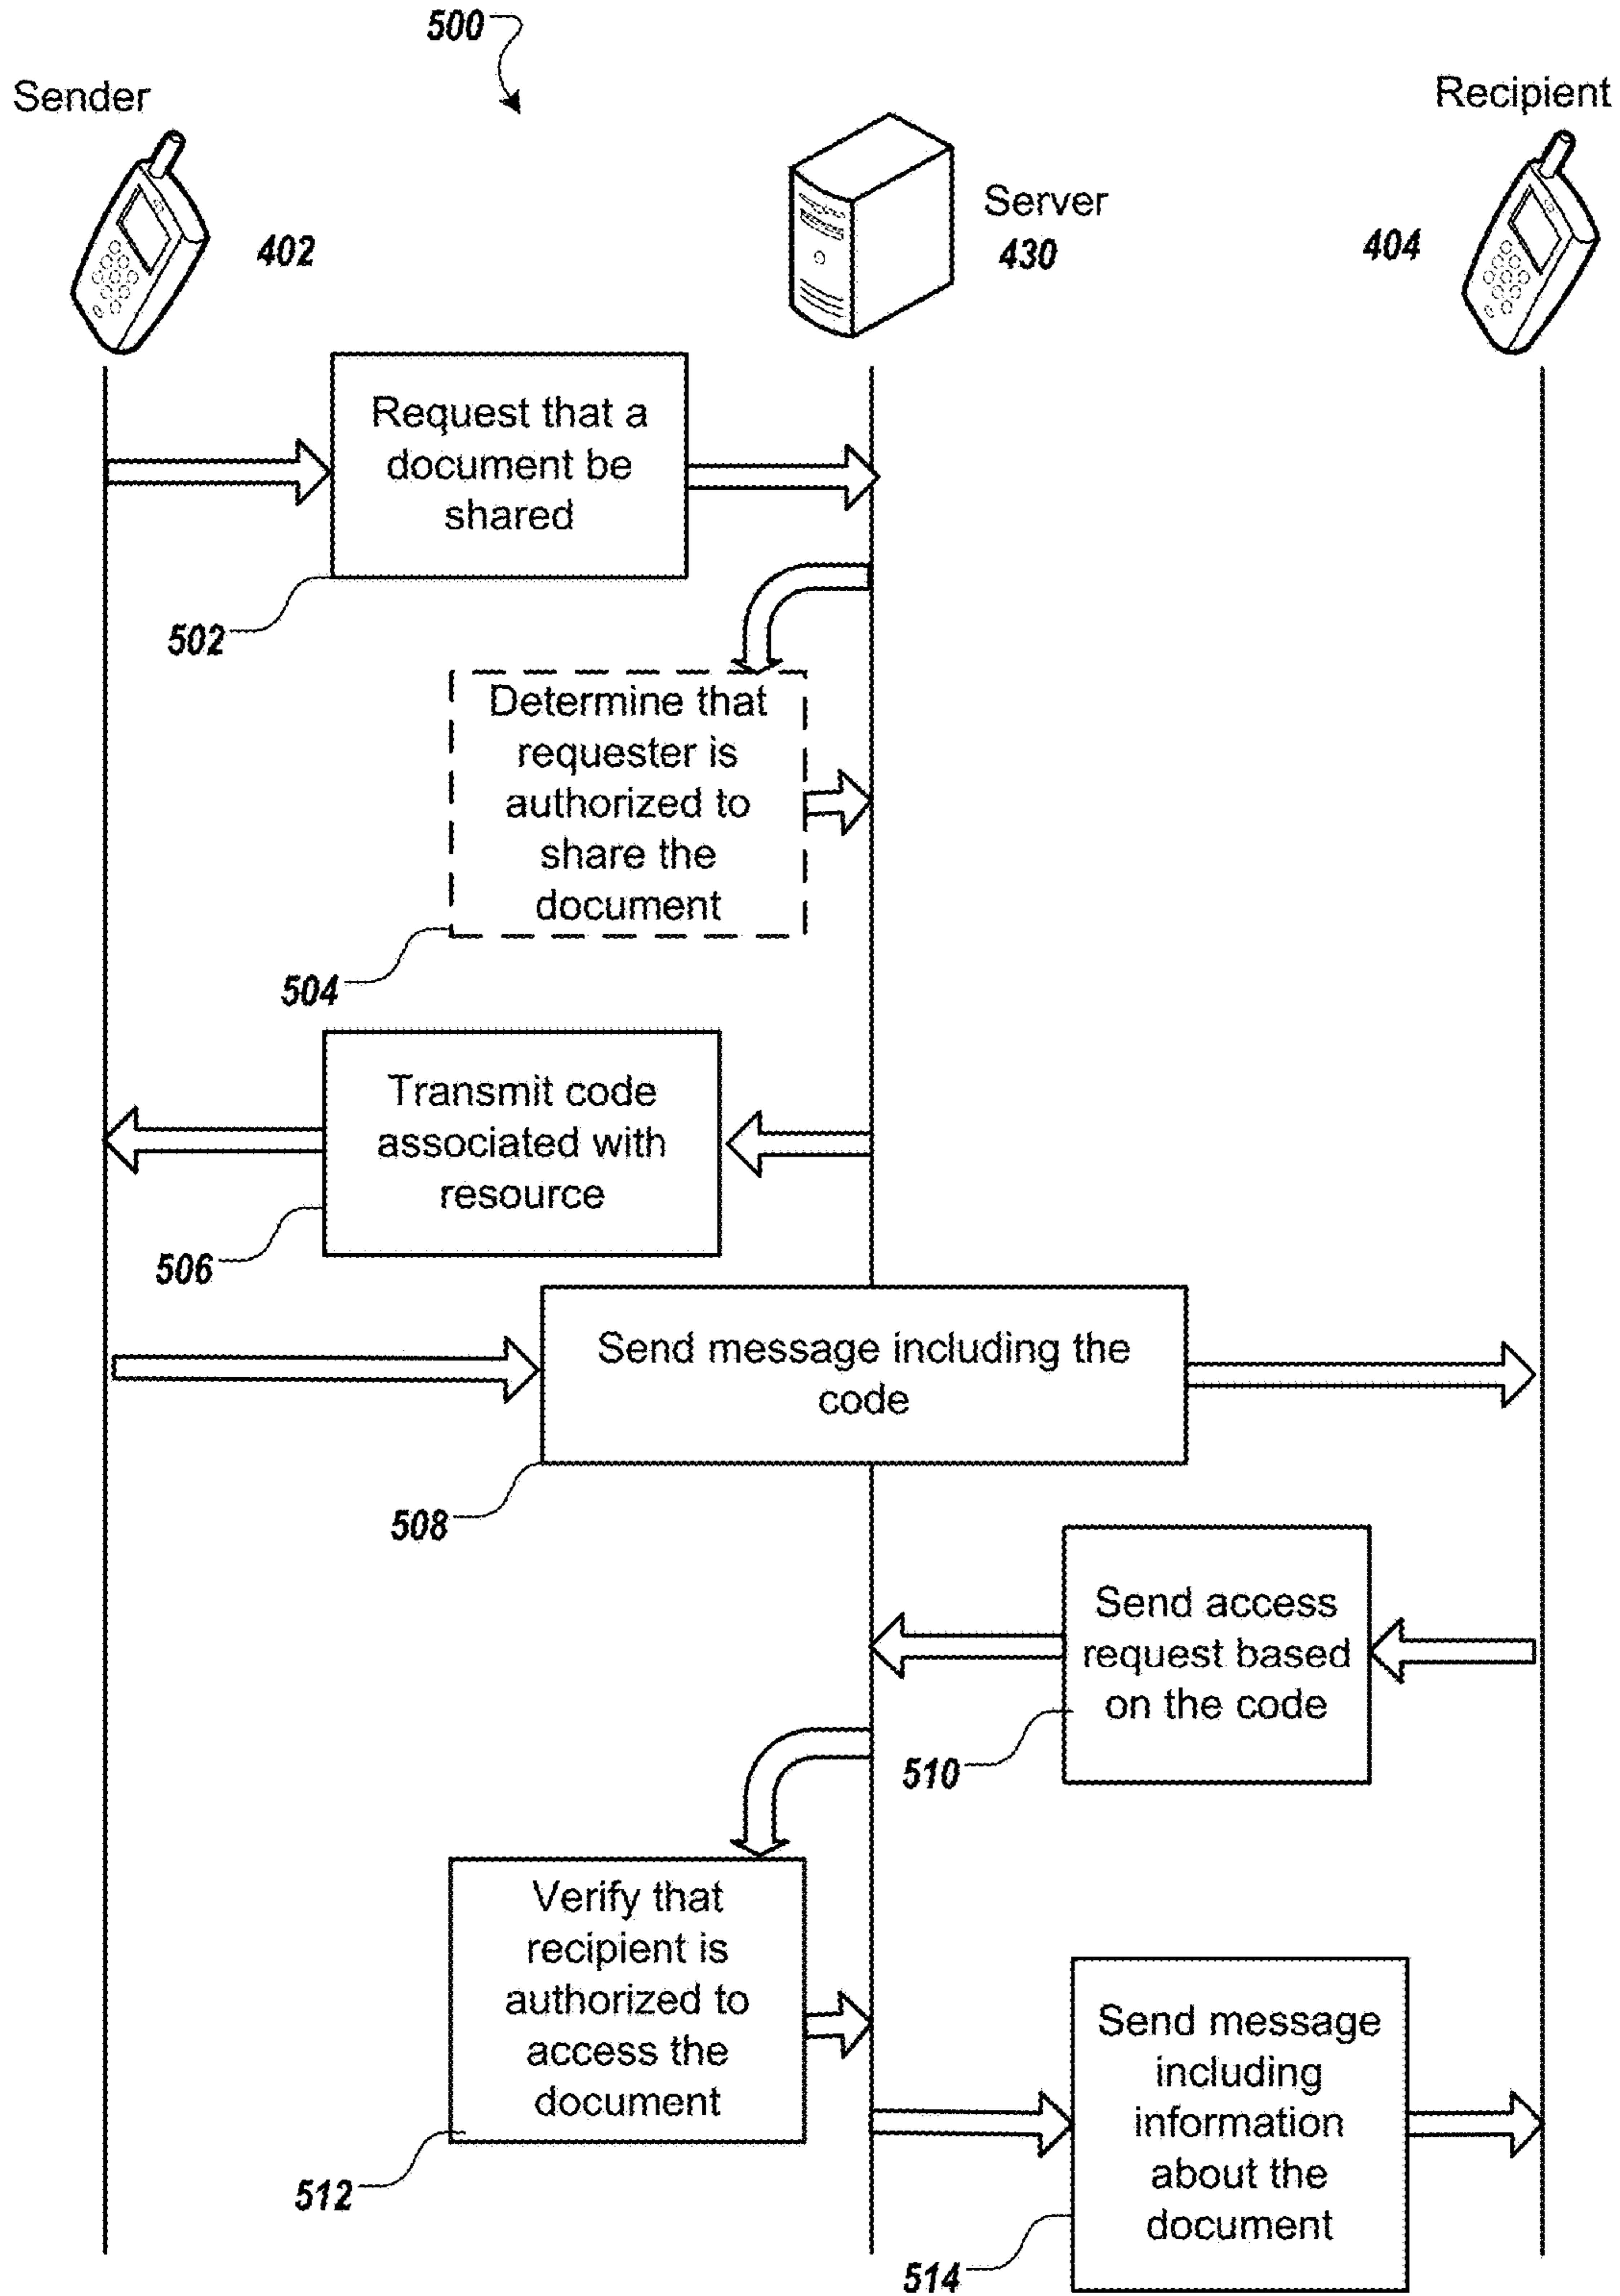 500
Sender
Recipient
Server
402
430
404
Request that a
document be
shared
502
Determine that
requester is
authorized to
share the
document
504
Transmit code
associated with
resource
506
Send message including the
code
508
Send access
request based
on the code
510
Verify that
recipient is
authorized to
access the
document
512
Send message
including
information
about the
document
514